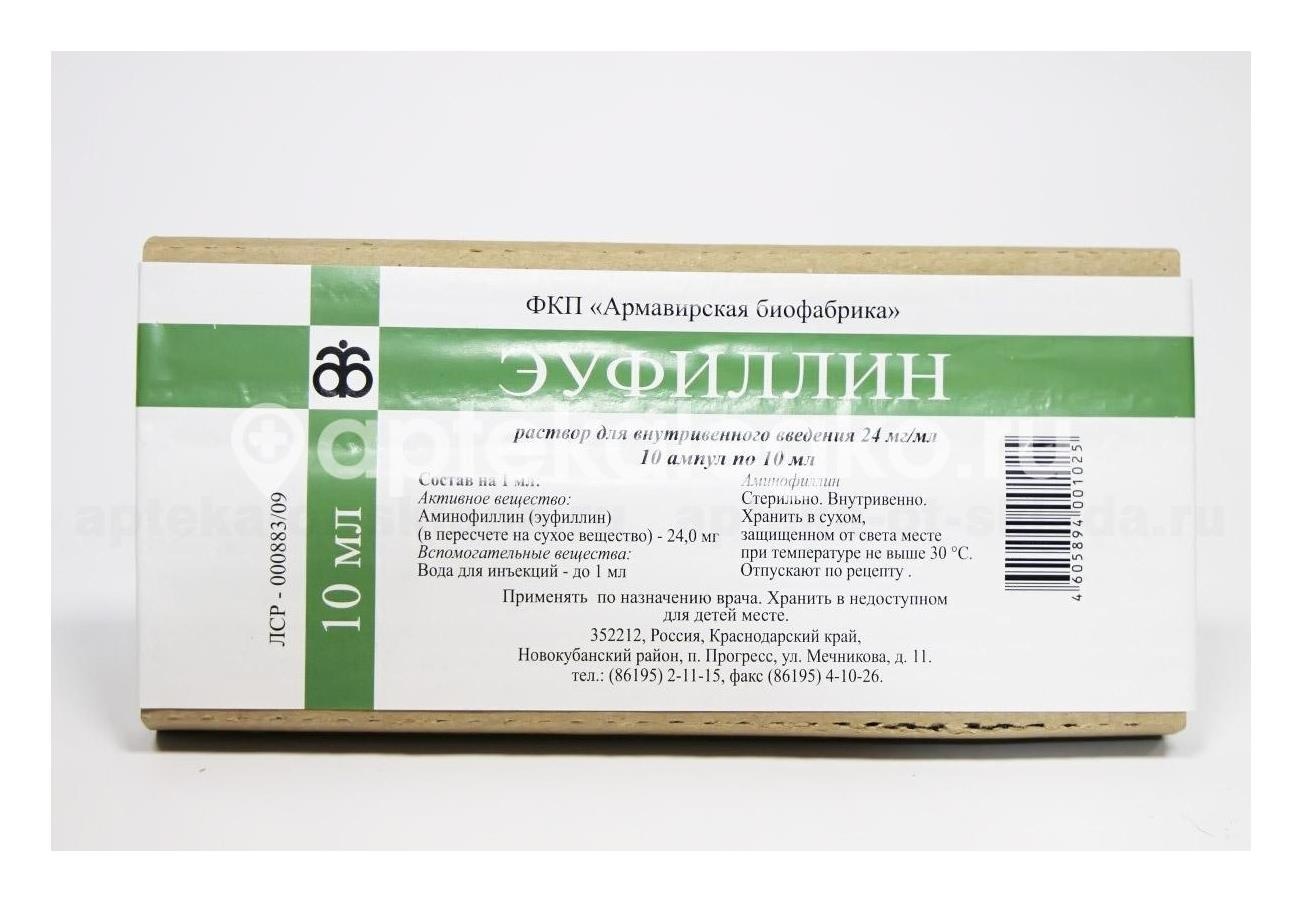 ФКП «Армавирская биофабрика»
ЭУФИЛЛИН
раствор для внутривенного введения 24 мг/мл
10 ампул по 10 мл
Состав на 1 мл:
Активное вещество:
Аминофиллин (эуфиллин)
(в пересчете на сухое вещество) - 24,0 мг
Вспомогательные вещества:
Вода для инъекций - до 1 мл
Аминофиллин
Стерильно. Внутривенно.
Хранить в сухом,
защищенном от света месте
при температуре не выше 30 °С.
Отпускают по рецепту .
Применять по назначению врача. Хранить в недоступном
для детей месте.
352212, Россия, Краснодарский край,
Новокубанский район, п. Прогресс, ул. Мечникова, д. 11.
тел.: (86195) 2-11-15, факс (86195) 4-10-26.
ЛСР - 000883/09
10 мл
4 605894 001025